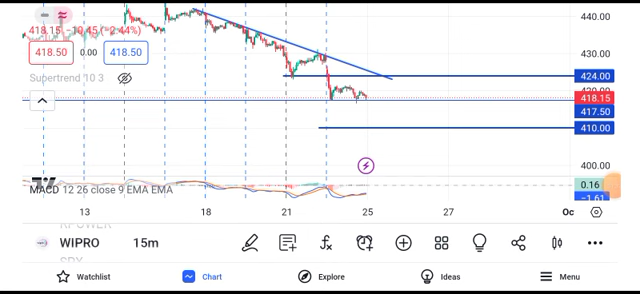 440.00
418.15 −10.45 (−2.44%)
430.00
418.50 0.00 418.50
424.00
Supertrend 10 3
420.00
418.15
417.50
410.00
400.00
MACD 12 26 close 9 EMA EMA
0.16
−1.61
13 18 21 25 27 Oc
RPOWER
WIPRO 15m
Watchlist Chart Explore Ideas Menu